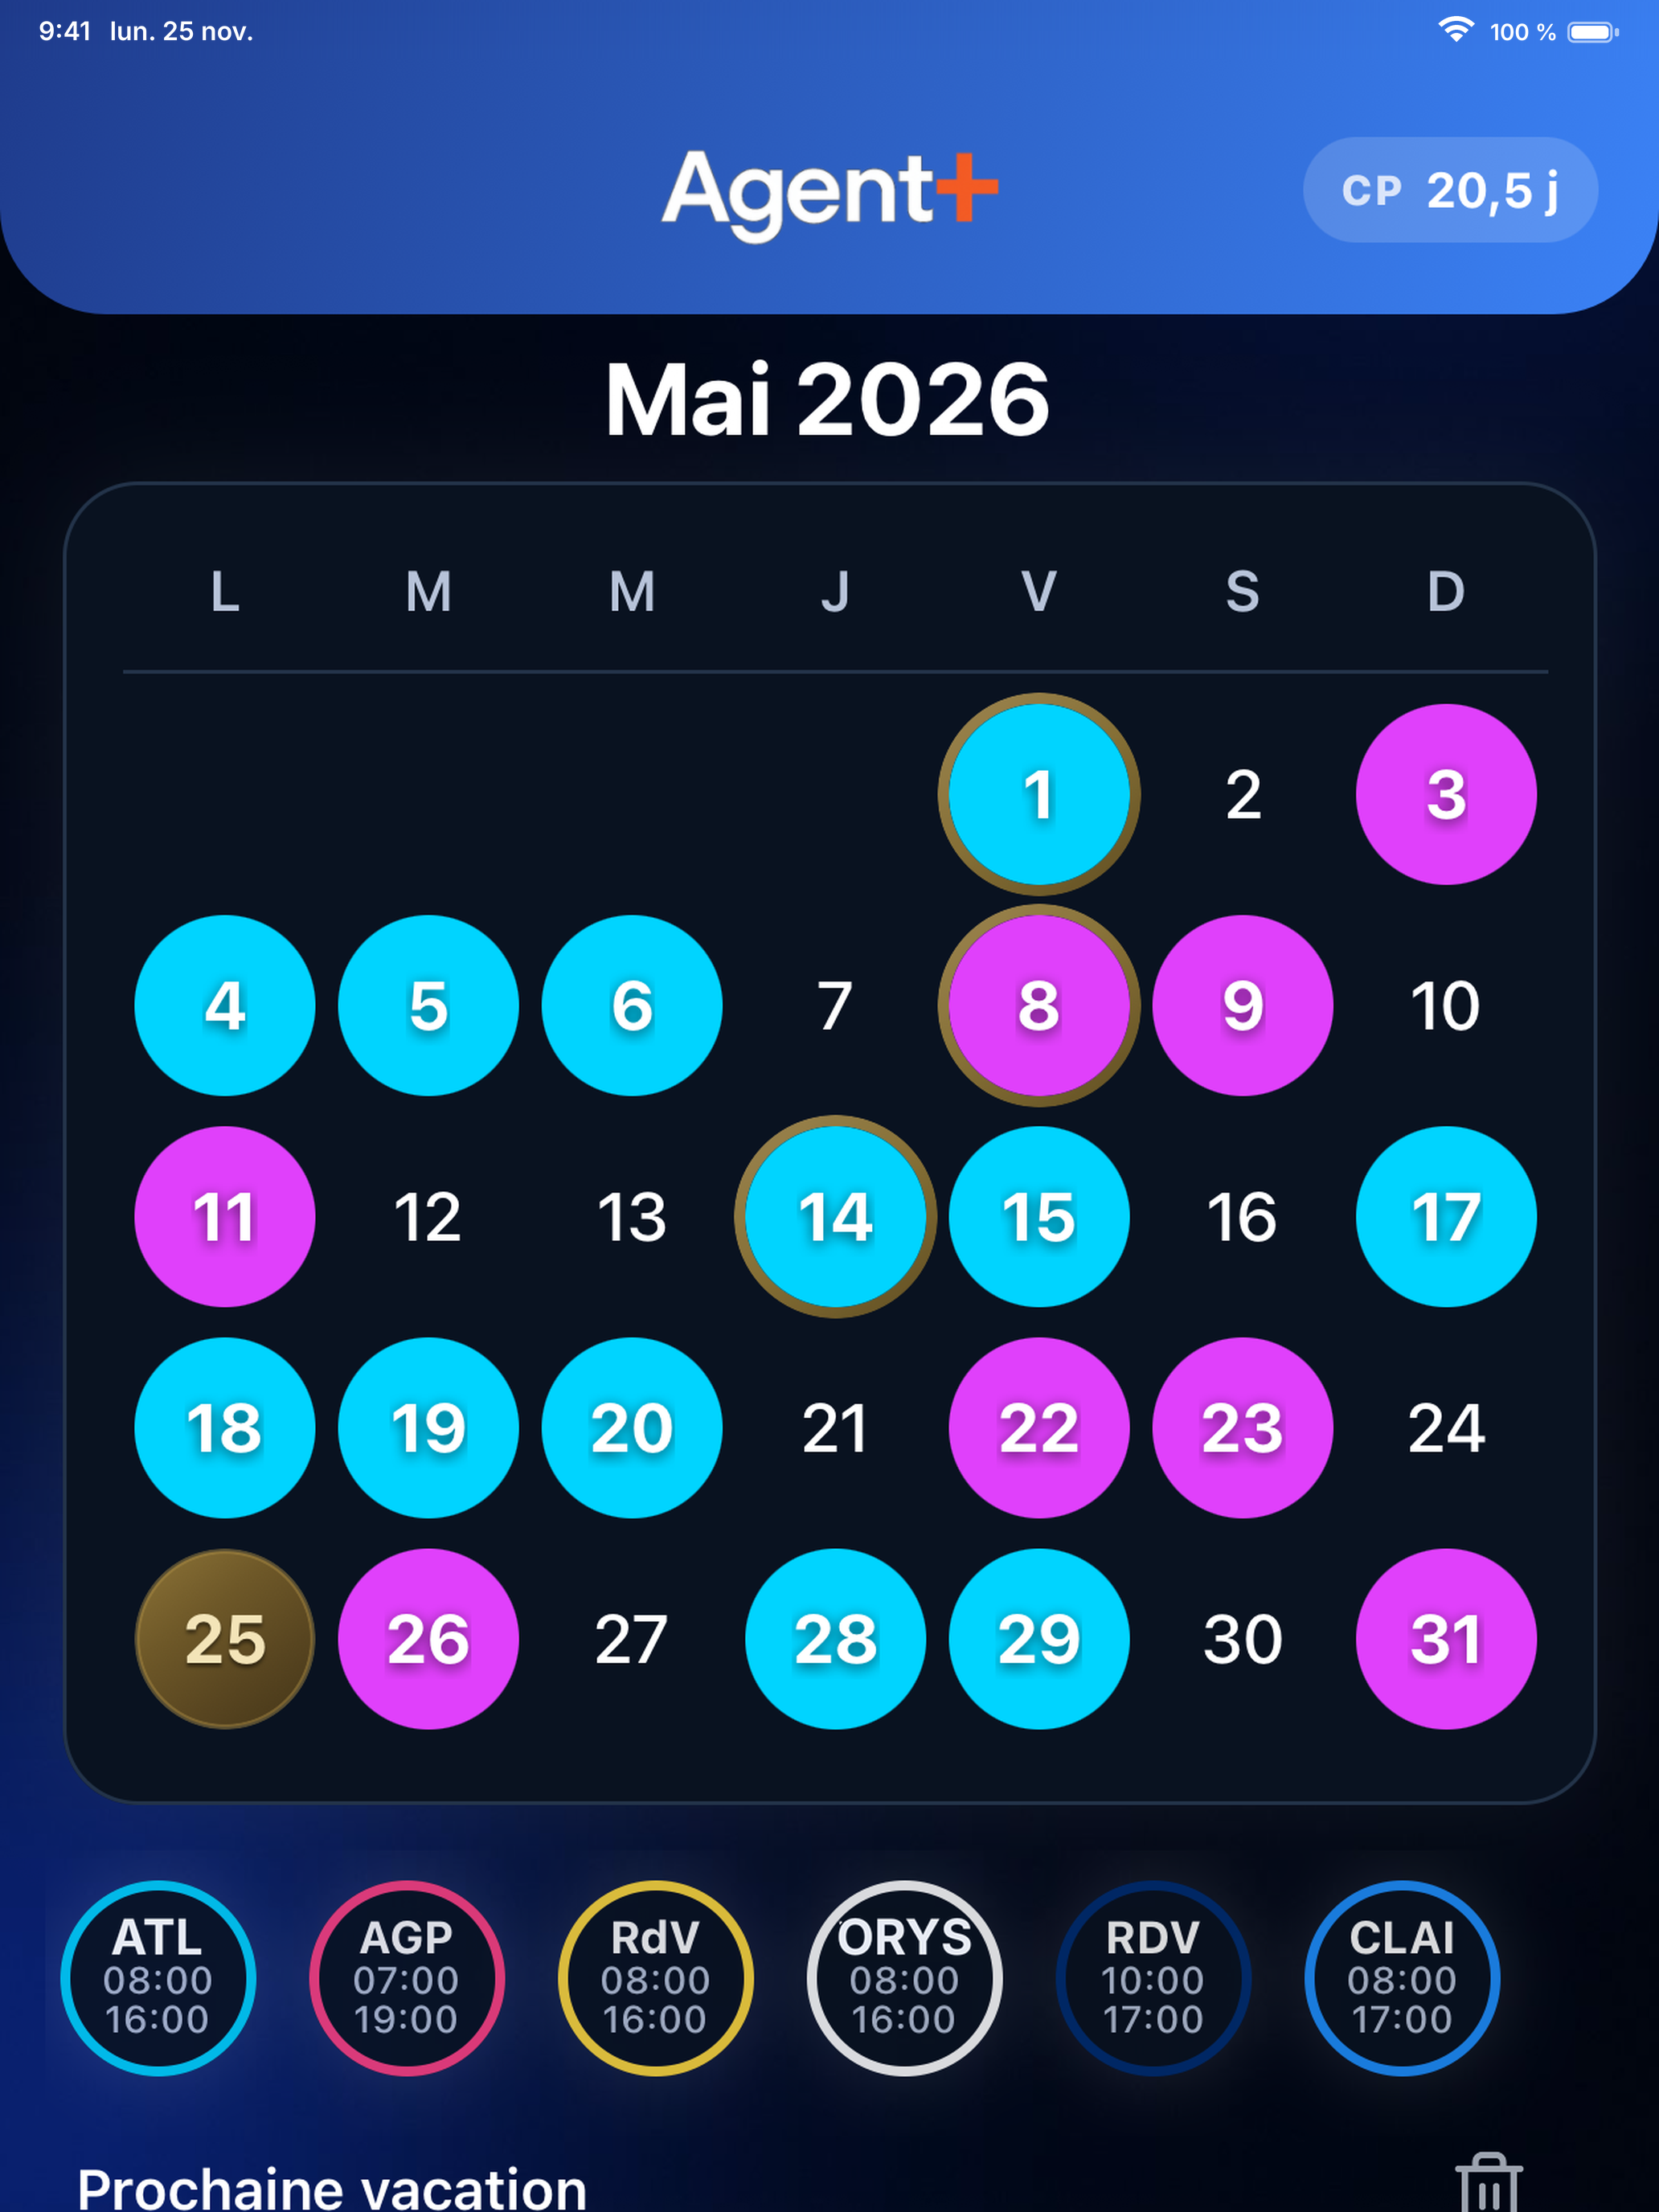 9:41 lun. 25 nov. 100 %
Agent+
CP 20,5 j
Mai 2026
L M M J V S D
1 2 3
4 5 6 7 8 9 10
11 12 13 14 15 16 17
18 19 20 21 22 23 24
25 26 27 28 29 30 31
ATL
08:00
16:00
AGP
07:00
19:00
RdV
08:00
16:00
ORYS
08:00
16:00
RDV
10:00
17:00
CLAI
08:00
17:00
Prochaine vacation